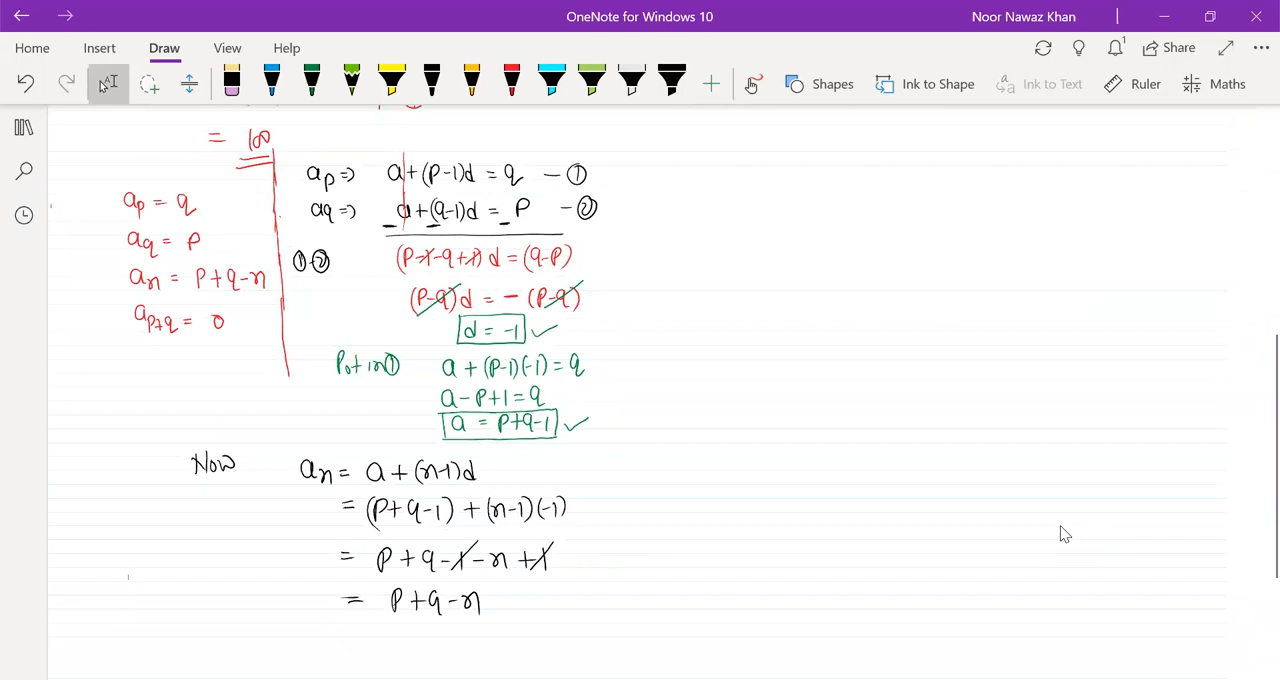 OneNote for Windows 10
Noor Nawaz Khan
Home Insert Draw View Help
Share
Shapes Ink to Shape Ink to Text Ruler Maths
= 100
ap = q
aq = p
an = p+q-n
ap+q = 0
ap => a+(p-1)d = q - ①
aq => a+(q-1)d = p - ②
①-② (p-1-q+1)d = (q-p)
(p-q)d = -(p-q)
d = -1 ✓
Put in ① a+(p-1)(-1) = q
a-p+1 = q
a = p+q-1 ✓
Now an = a+(n-1)d
= (p+q-1)+(n-1)(-1)
= p+q-1-n+1
= p+q-n